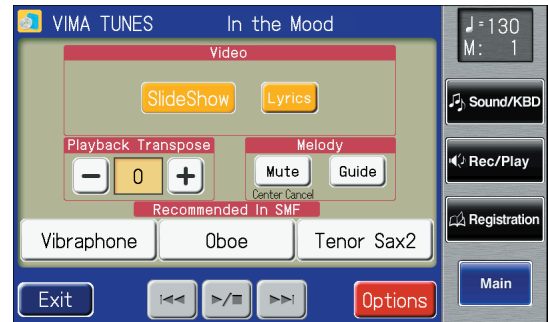 VIMA TUNES In the Mood
♩=130
M: 1
Video
SlideShow Lyrics
Sound/KBD
Playback Transpose Melody
− 0 + Mute Guide
Center Cancel
Rec/Play
Recommended In SMF
Registration
Vibraphone Oboe Tenor Sax2
Exit Options
Main